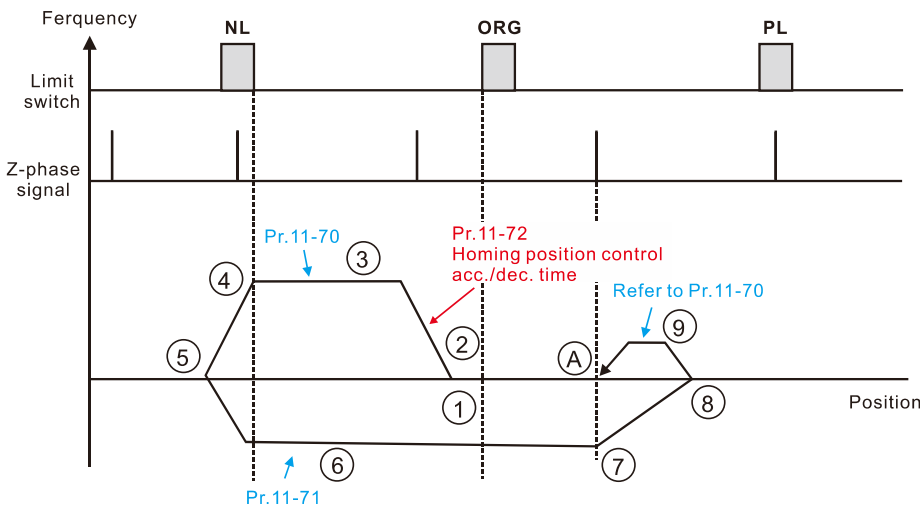 Ferquency
NL
ORG
PL
Limit
switch
Z-phase
signal
Pr.11-70
3
Pr.11-72
Homing position control
acc./dec. time
4
Refer to Pr.11-70
2
9
5
A
1
8
Position
6
7
Pr.11-71